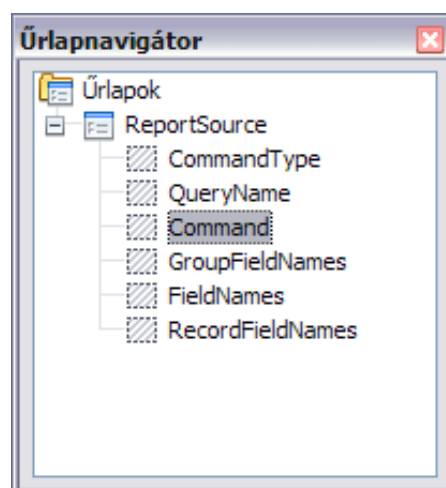 Űrlapnavigátor
Űrlapok
ReportSource
CommandType
QueryName
Command
GroupFieldNames
FieldNames
RecordFieldNames